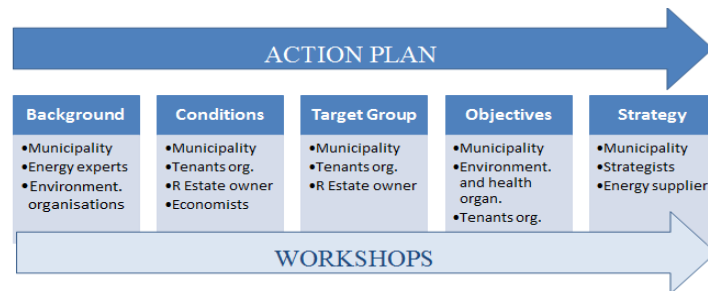 ACTION PLAN
Background
•Municipality
•Energy experts
•Environment.
organisations
Conditions
•Municipality
•Tenants org.
•R Estate owner
•Economists
Target Group
•Municipality
•Tenants org.
•R Estate owner
Objectives
•Municipality
•Environment.
and health
organ.
•Tenants org.
Strategy
•Municipality
•Strategists
•Energy supplier
WORKSHOPS